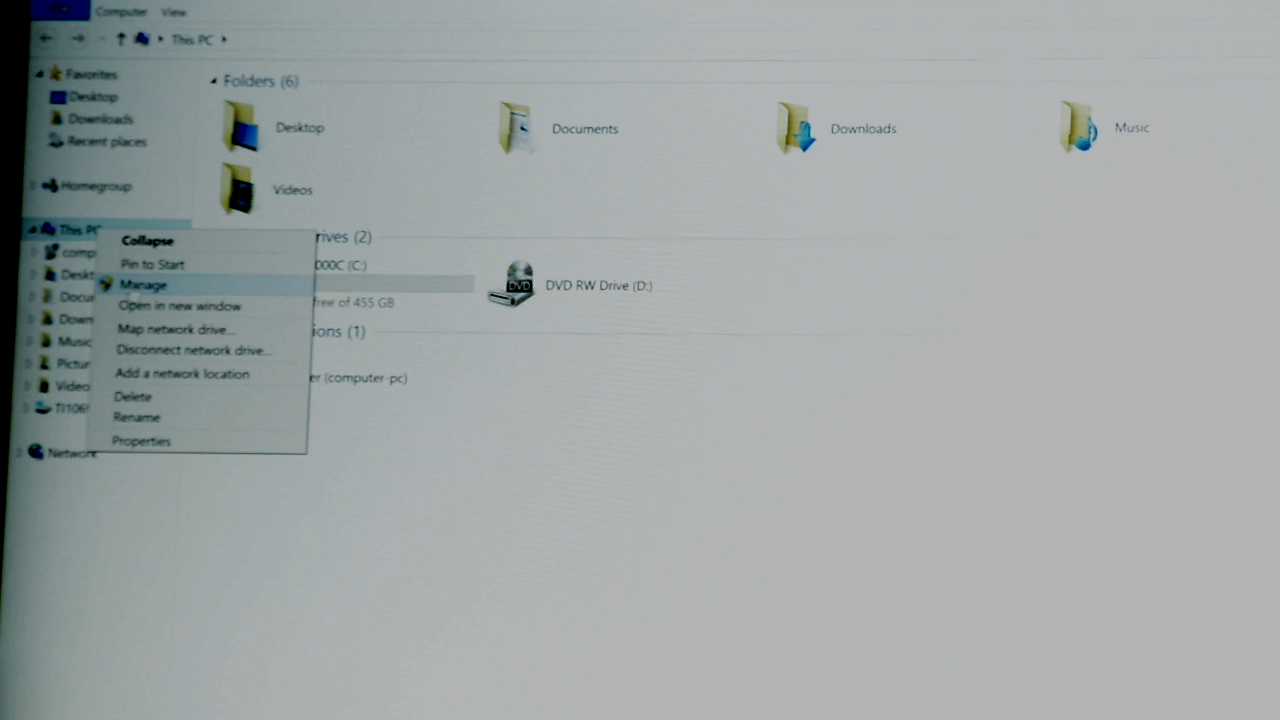 Computer View
This PC
Favorites
Desktop
Downloads
Recent places
Homegroup
This PC
comp
Deskt
Docu
Down
Music
Pictur
Video
Network
Folders (6)
Desktop
Documents
Downloads
Music
Videos
rives (2)
000C (C:)
free of 455 GB
DVD
DVD RW Drive (D:)
ions (1)
er (computer-pc)
Collapse
Pin to Start
Manage
Open in new window
Map network drive...
Disconnect network drive...
Add a network location
Delete
Rename
Properties